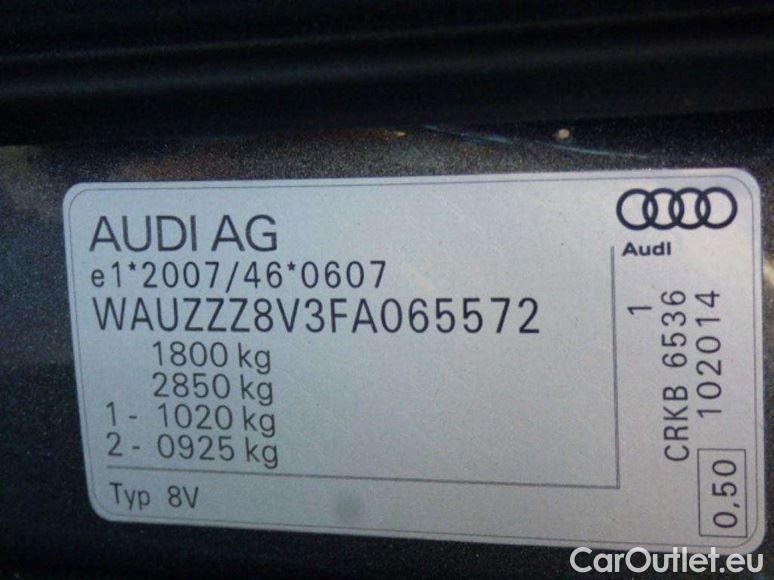 AUDI AG
e1*2007/46*0607
WAUZZZ8V3FA065572
1800 kg
2850 kg
1 - 1020 kg
2 - 0925 kg
Typ 8V
Audi
1
CRKB 6536
102014
0,50
CarOutlet.eu